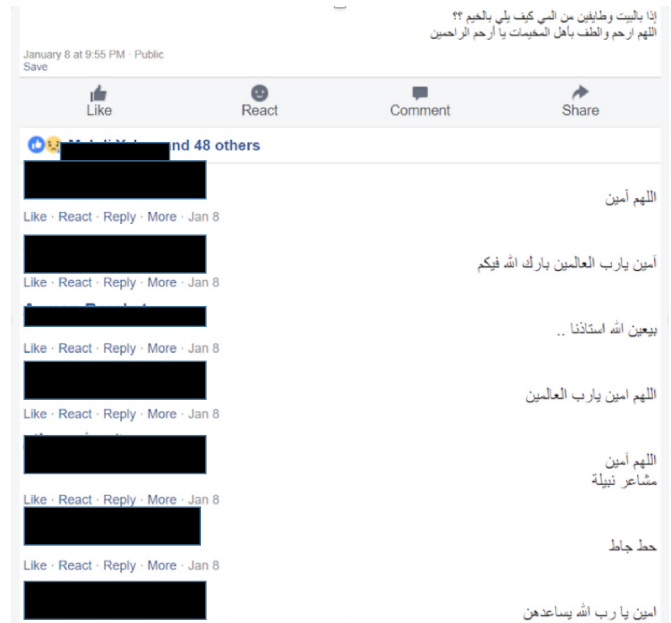 إذا بالبيت وطايفين من المي كيف يلي بالخيم ؟؟
اللهم ارحم والطف بأهل المخيمات يا أرحم الراحمين
January 8 at 9:55 PM · Public
Save
Like React Comment Share
and 48 others
اللهم آمين
Like · React · Reply · More · Jan 8
آمين يارب العالمين بارك الله فيكم
Like · React · Reply · More · Jan 8
بيعين الله استاذنا ..
Like · React · Reply · More · Jan 8
اللهم امين يارب العالمين
Like · React · Reply · More · Jan 8
اللهم آمين
مشاعر نبيلة
Like · React · Reply · More · Jan 8
حط جاط
Like · React · Reply · More · Jan 8
امين يا رب الله يساعدهن